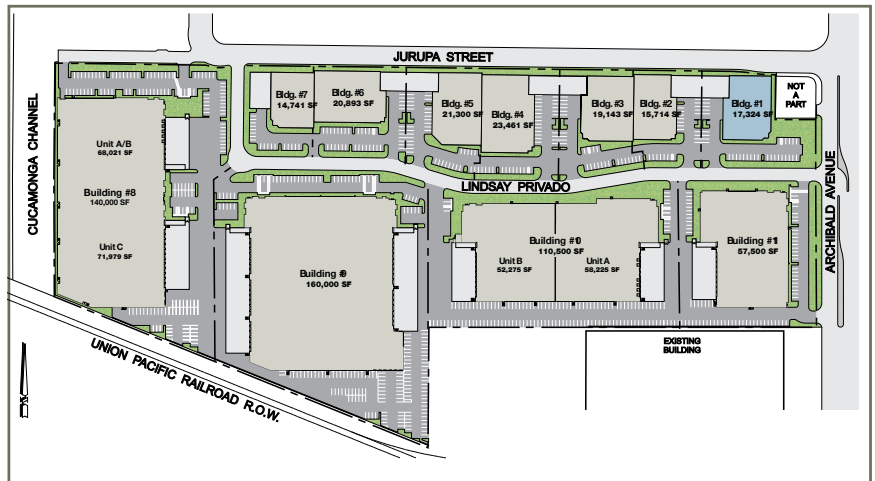 JURUPA STREET
CUCAMONGA CHANNEL
Bldg. #7
14,741 SF
Bldg. #6
20,893 SF
Bldg. #5
21,300 SF
Bldg. #4
23,461 SF
Bldg. #3
19,143 SF
Bldg. #2
15,714 SF
Bldg. #1
17,324 SF
NOT
A
PART
Unit A/B
68,021 SF
Building #8
140,000 SF
Unit C
71,979 SF
LINDSAY PRIVADO
ARCHIBALD AVENUE
Building #9
160,000 SF
Building #10
110,500 SF
Unit B
52,275 SF
Unit A
58,225 SF
Building #11
57,500 SF
EXISTING
BUILDING
UNION PACIFIC RAILROAD R.O.W.